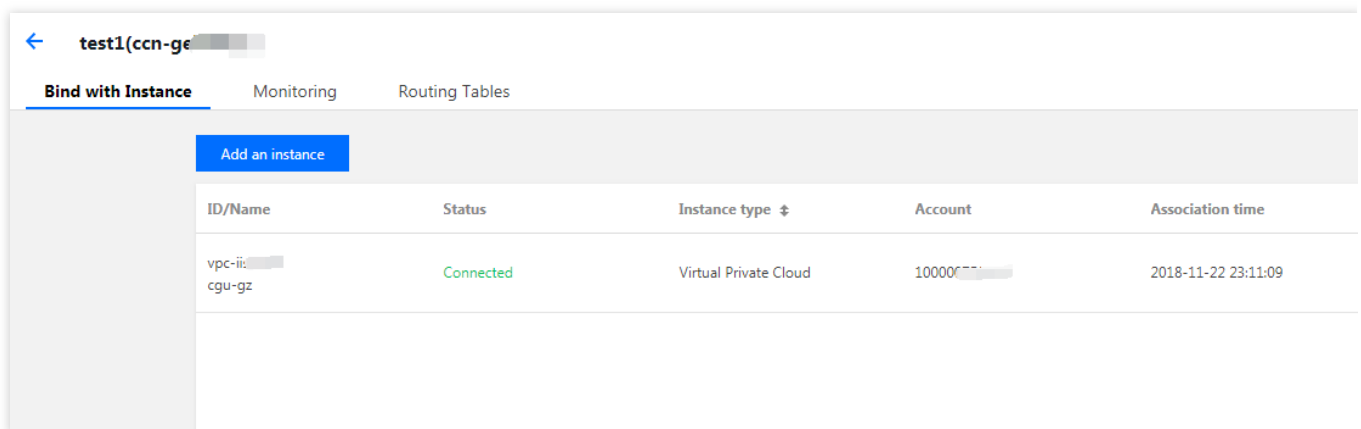 test1(ccn-ge
Bind with Instance Monitoring Routing Tables
Add an instance
ID/Name Status Instance type Account Association time
vpc-ii Connected Virtual Private Cloud 100000 2018-11-22 23:11:09
cgu-gz